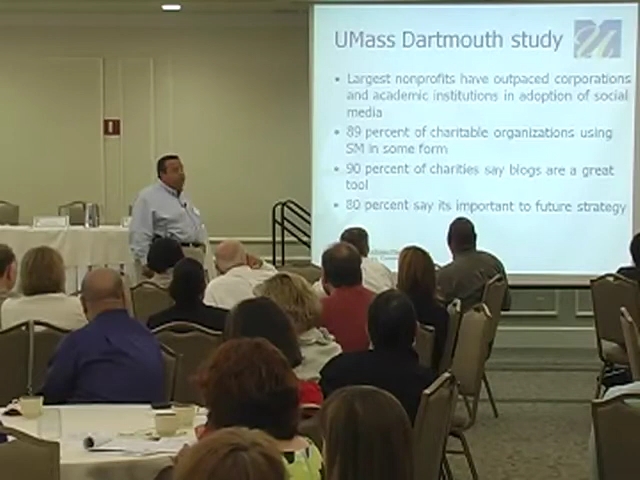 UMass Dartmouth study
• Largest nonprofits have outpaced corporations
and academic institutions in adoption of social
media
• 89 percent of charitable organizations using
SM in some form
• 90 percent of charities say blogs are a great
tool
• 80 percent say its important to future strategy